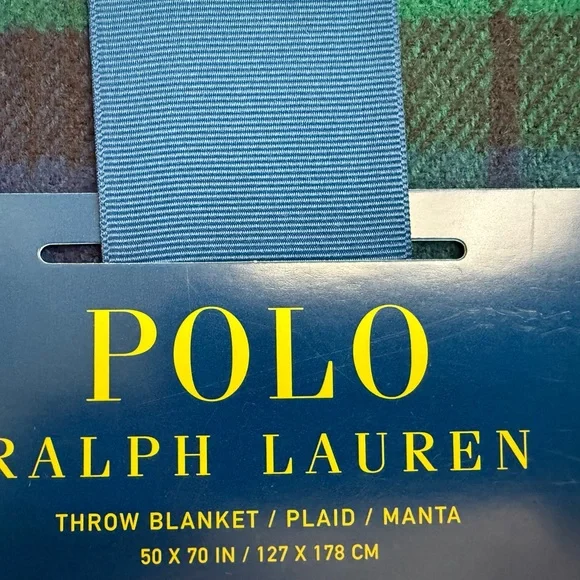 POLO
RALPH LAUREN
THROW BLANKET / PLAID / MANTA
50 X 70 IN / 127 X 178 CM